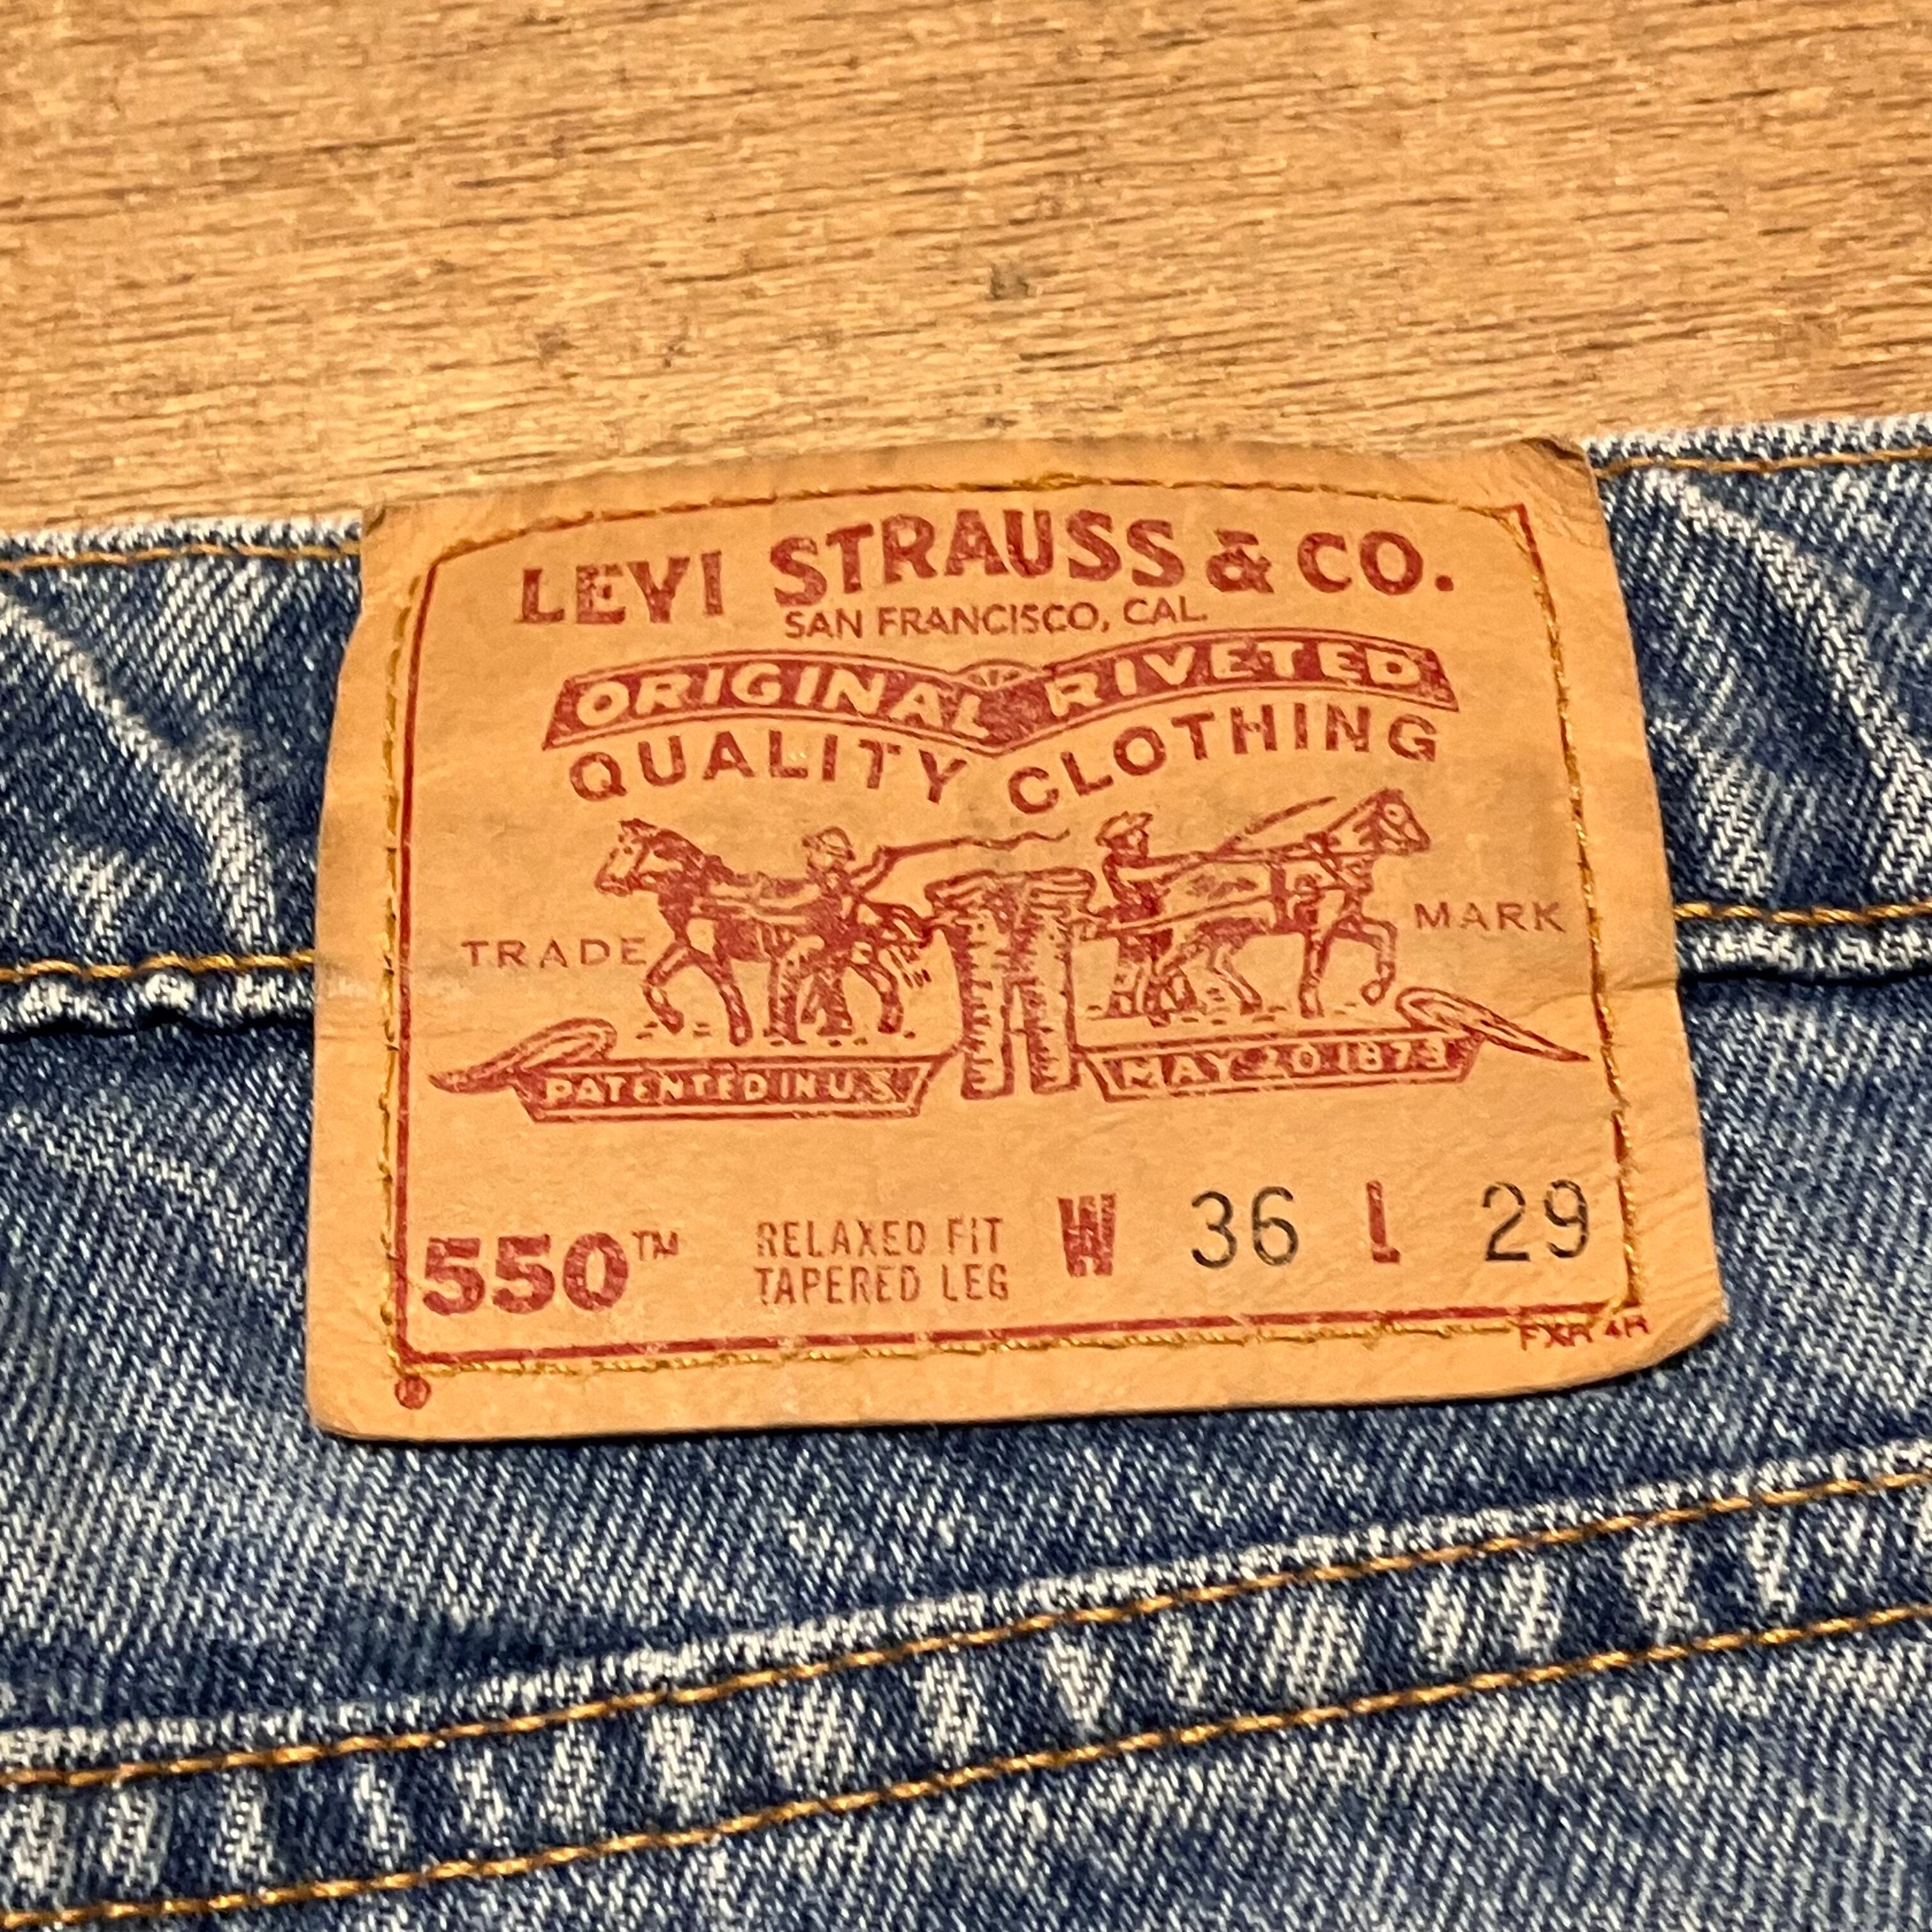 LEVI STRAUSS & CO.
SAN FRANCISCO, CAL.
ORIGINAL RIVETED
QUALITY CLOTHING
TRADE MARK
PATENTED IN U.S. MAY 20 1873
550™ RELAXED FIT W 36 L 29
TAPERED LEG
®